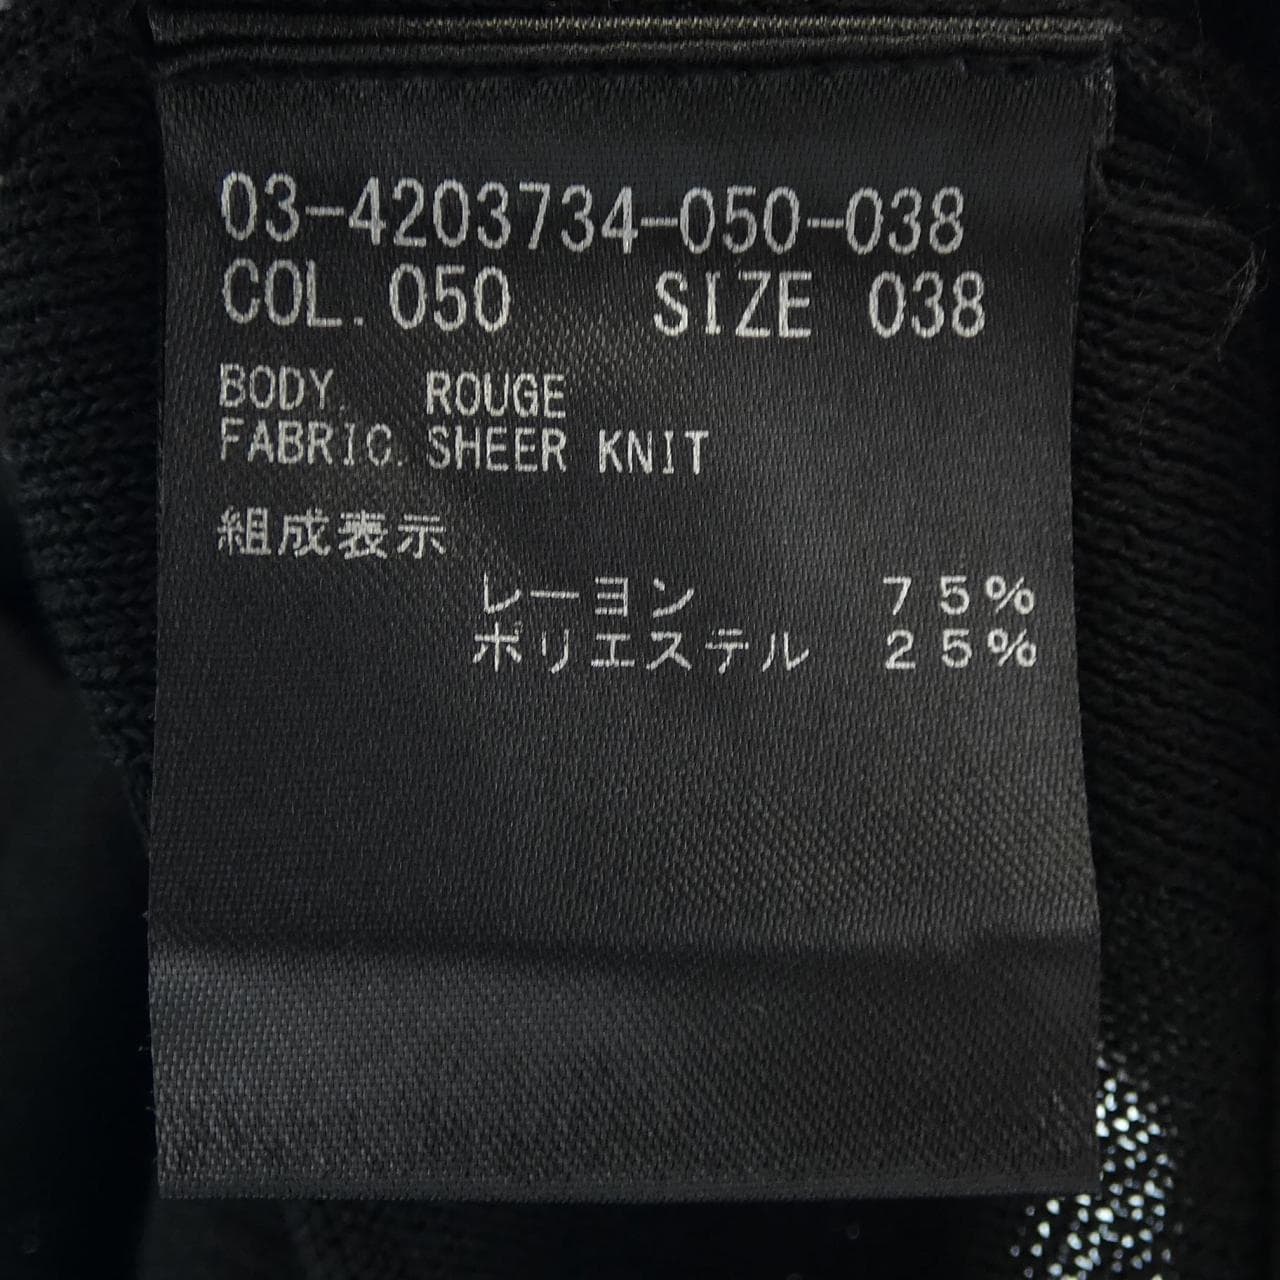 03-4203734-050-038
COL. 050 SIZE 038
BODY. ROUGE
FABRIC. SHEER KNIT
組成表示
レーヨン 75%
ポリエステル 25%